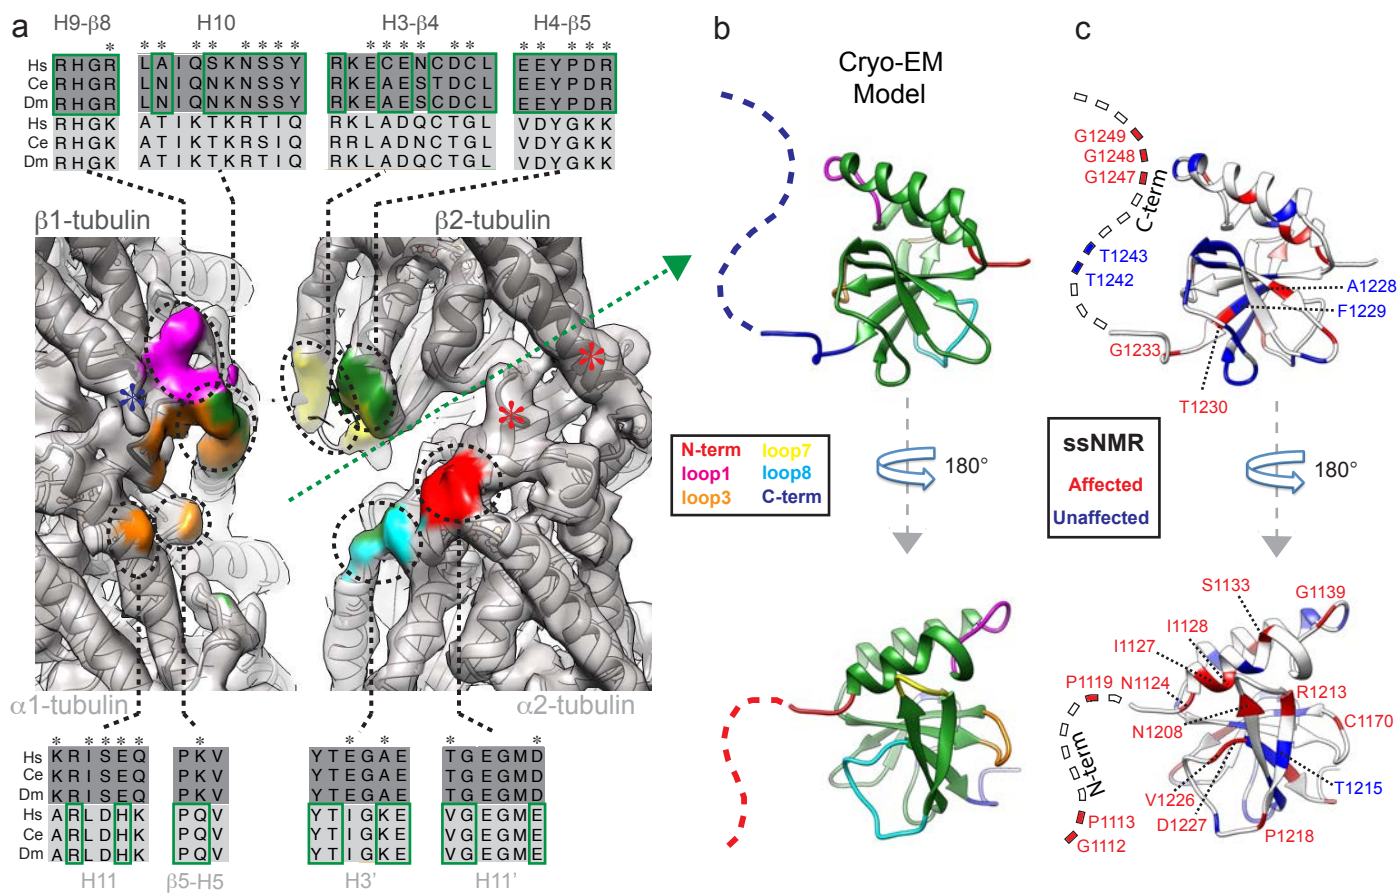 a
H9-β8 H10 H3-β4 H4-β5
* * * * * * * * * * * * * * * * * * *
Hs RHGR LAIQSKNSSY RKECENCDCL EEYPDR
Ce RHGR LNIQNKNSSY RKEAESTDCL EEYPDR
Dm RHGR LNIQNKNSSY RKEAESCDCL EEYPDR
Hs RHGK ATIKTKRTIQ RKLADQCTGL VDYGKK
Ce RHGK ATIKTKRSIQ RRLADNCTGL VDYGKK
Dm RHGK ATIKTKRTIQ RKLADQCTGL VDYGKK
β1-tubulin β2-tubulin
*
*
*
α1-tubulin α2-tubulin
* * * * * * * * * *
Hs KRISEQ PKV YTEGAE TGEGMD
Ce KRISEQ PKV YTEGAE TGEGMD
Dm KRISEQ PKV YTEGAE TGEGMD
Hs ARLDHK PQV YTIGKE VGEGME
Ce ARLDHK PQV YTIGKE VGEGME
Dm ARLDHK PQV YTIGKE VGEGME
H11 β5-H5 H3' H11'
b
Cryo-EM
Model
N-term loop7
loop1 loop8
loop3 C-term
180°
c
G1249
G1248
G1247
C-term
T1243
T1242
A1228
F1229
G1233
T1230
ssNMR
Affected
Unaffected
180°
S1133
G1139
I1128
I1127
P1119
N1124
R1213
C1170
N1208
N-term
T1215
V1226
D1227
P1218
P1113
G1112